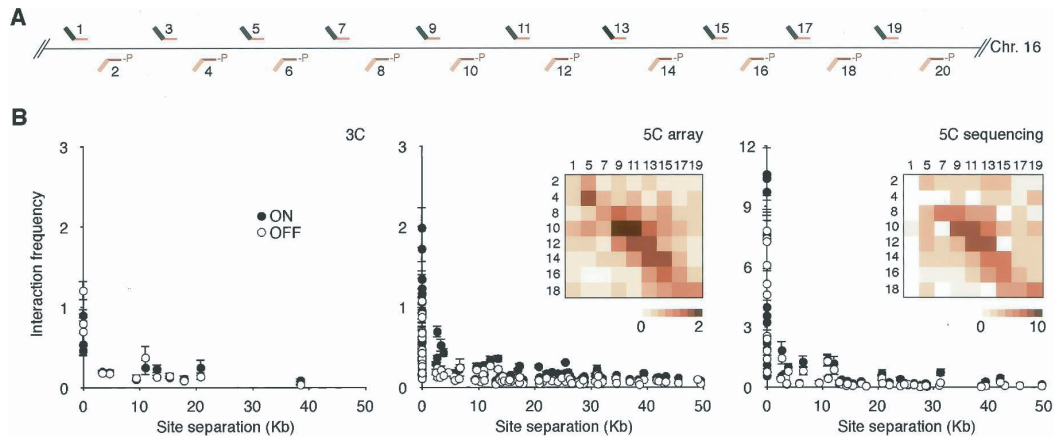 A
1 3 5 7 9 11 13 15 17 19
Chr. 16
-P -P -P -P -P -P -P -P -P -P
2 4 6 8 10 12 14 16 18 20
B
3C
Interaction frequency
3
2
1
0
ON
OFF
0 10 20 30 40 50
Site separation (Kb)
5C array
3
2
1
0
1 5 7 9 11 13 15 17 19
2
4
8
10
12
14
16
18
0 2
0 10 20 30 40 50
Site separation (Kb)
5C sequencing
12
9
6
3
0
1 5 7 9 11 13 15 17 19
2
4
8
10
12
14
16
18
0 10
0 10 20 30 40 50
Site separation (Kb)